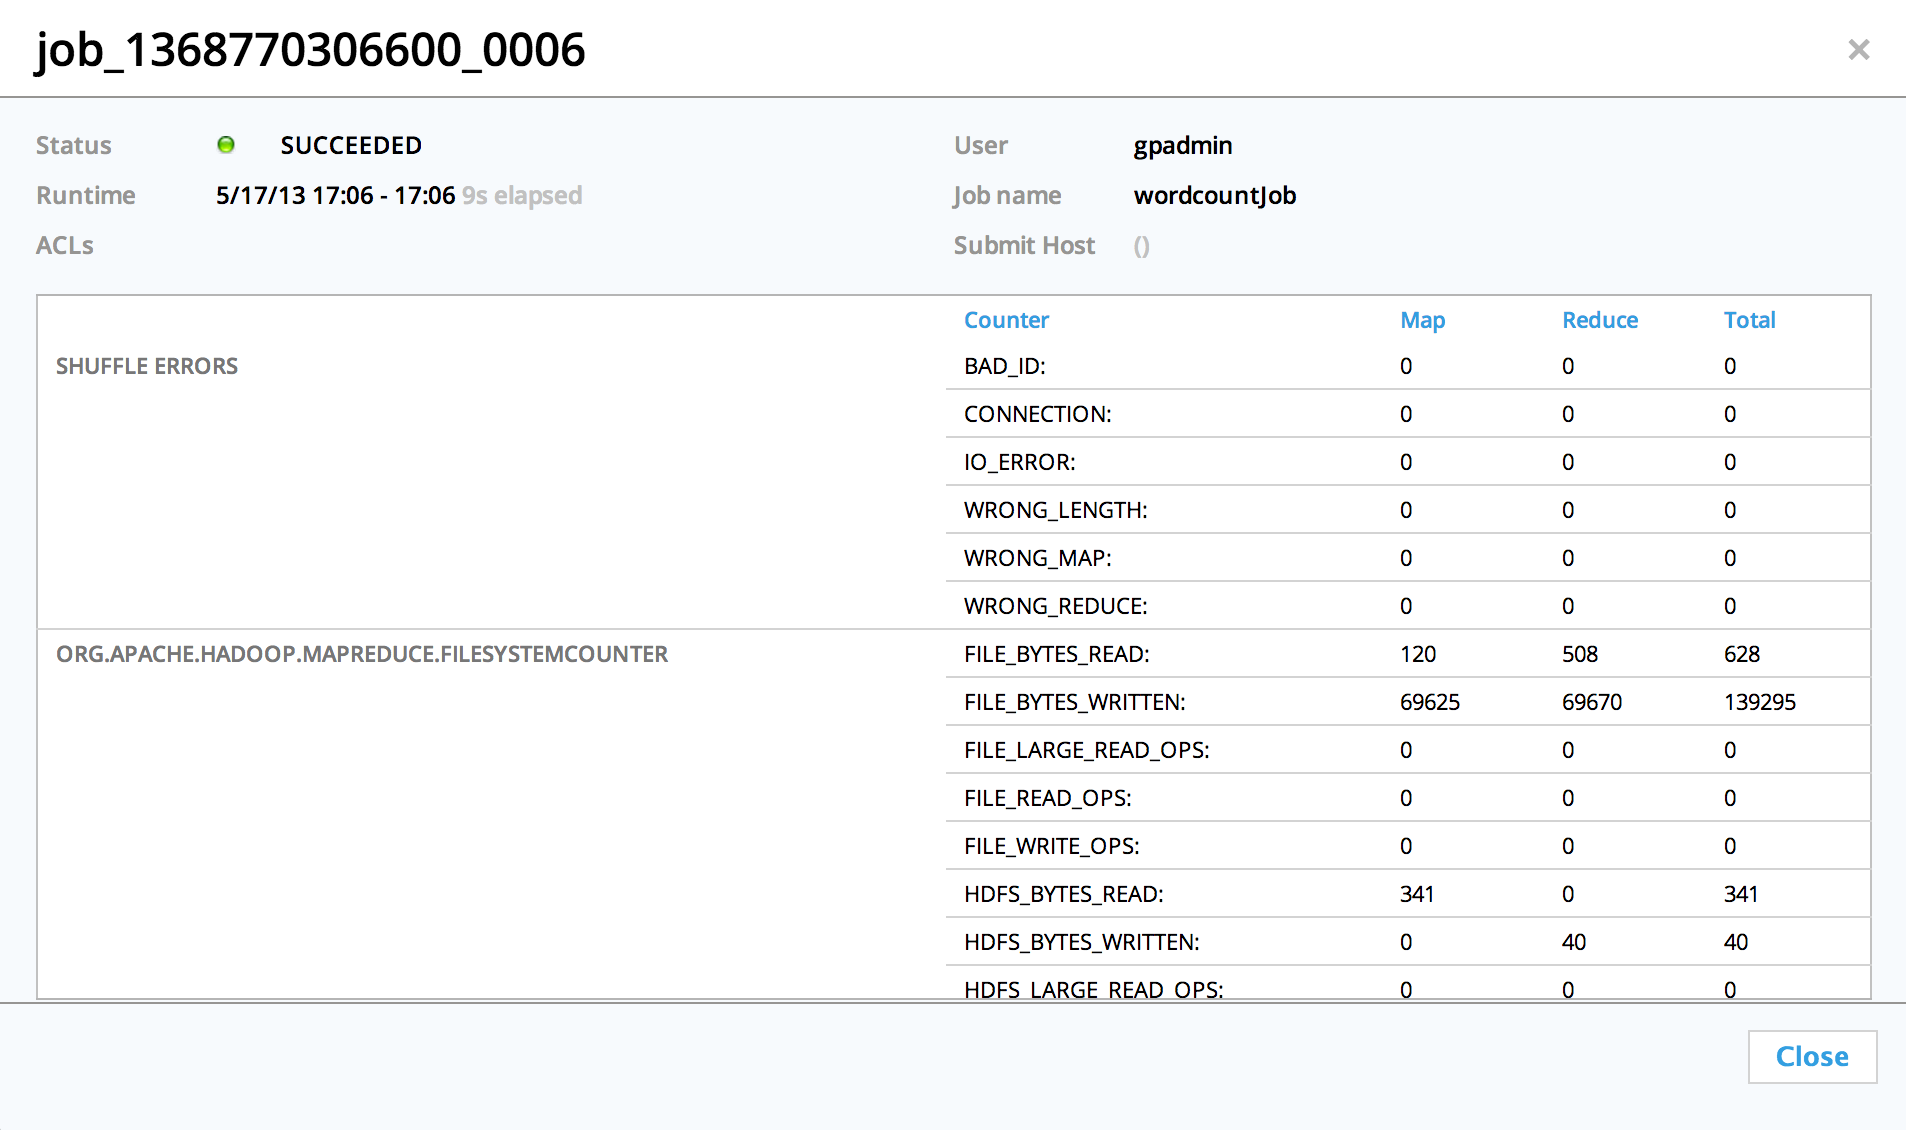 job_1368770306600_0006 ×
Status SUCCEEDED User gpadmin
Runtime 5/17/13 17:06 - 17:06 9s elapsed Job name wordcountJob
ACLs Submit Host ()
Counter Map Reduce Total
SHUFFLE ERRORS BAD_ID: 0 0 0
CONNECTION: 0 0 0
IO_ERROR: 0 0 0
WRONG_LENGTH: 0 0 0
WRONG_MAP: 0 0 0
WRONG_REDUCE: 0 0 0
ORG.APACHE.HADOOP.MAPREDUCE.FILESYSTEMCOUNTER FILE_BYTES_READ: 120 508 628
FILE_BYTES_WRITTEN: 69625 69670 139295
FILE_LARGE_READ_OPS: 0 0 0
FILE_READ_OPS: 0 0 0
FILE_WRITE_OPS: 0 0 0
HDFS_BYTES_READ: 341 0 341
HDFS_BYTES_WRITTEN: 0 40 40
HDFS_LARGE_READ_OPS: 0 0 0
Close